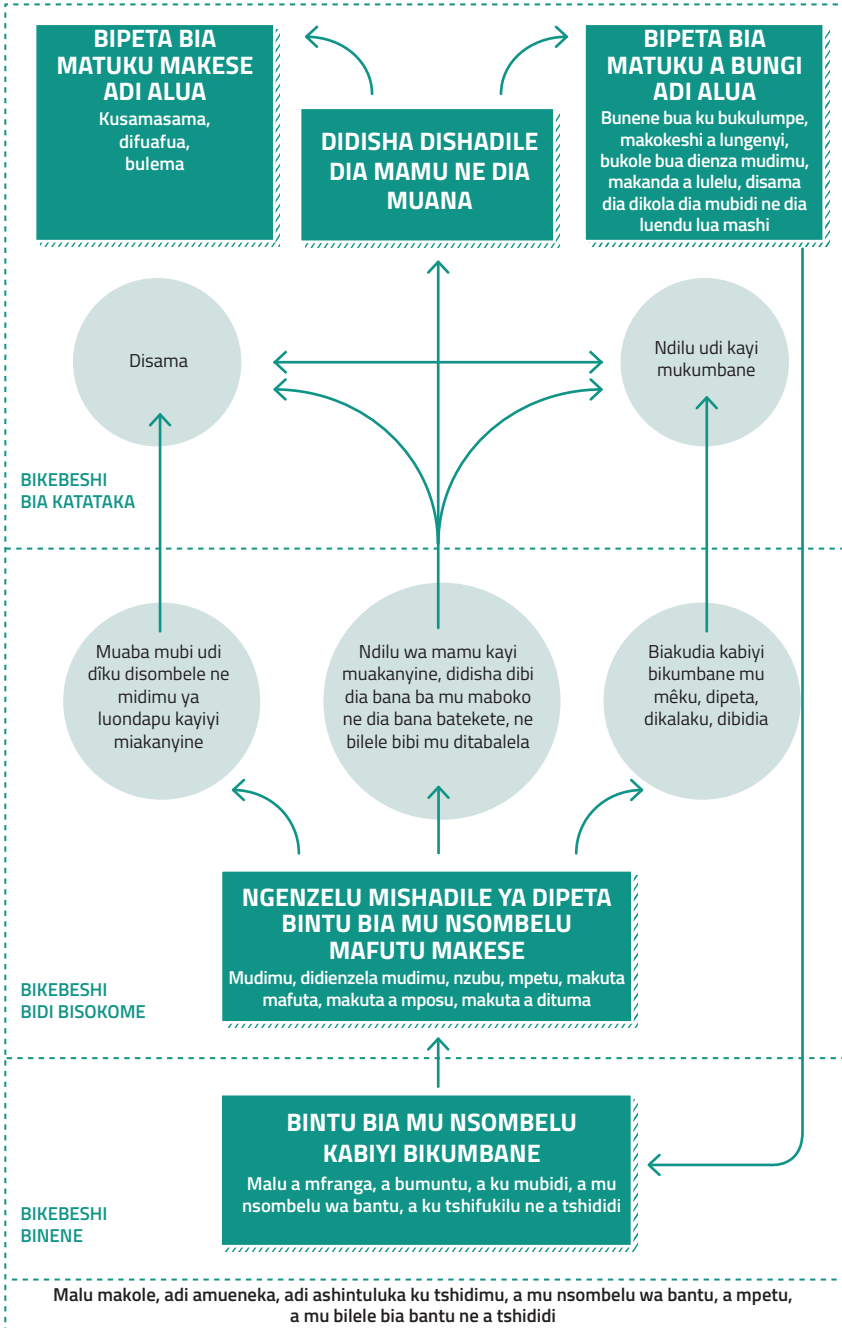 BIPETA BIA
MATUKU MAKESE
ADI ALUA
Kusamasama,
difuafua,
bulema
DIDISHA DISHADILE
DIA MAMU NE DIA
MUANA
BIPETA BIA
MATUKU A BUNGI
ADI ALUA
Bunene bua ku bukulumpe,
makokeshi a lungenyi,
bukole bua dienza mudimu,
makanda a lulelu, disama
dia dikola dia mubidi ne dia
luendu lua mashi
Disama
Ndilu udi kayi
mukumbane
BIKEBESHI
BIA KATATAKA
Muaba mubi udi
dîku disombele ne
midimu ya
luondapu kayiyi
miakanyine
Ndilu wa mamu kayi
muakanyine, didisha dibi
dia bana ba mu maboko
ne dia bana batekete, ne
bilele bibi mu ditabalela
Biakudia kabiyi
bikumbane mu
mêku, dipeta,
dikalaku, dibidia
NGENZELU MISHADILE YA DIPETA
BINTU BIA MU NSOMBELU
MAFUTU MAKESE
Mudimu, didienzela mudimu, nzubu, mpetu, makuta
mafuta, makuta a mposu, makuta a dituma
BIKEBESHI
BIDI BISOKOME
BINTU BIA MU NSOMBELU
KABIYI BIKUMBANE
Malu a mfranga, a bumuntu, a ku mubidi, a mu
nsombelu wa bantu, a ku tshifukilu ne a tshididi
BIKEBESHI
BINENE
Malu makole, adi amueneka, adi ashintuluka ku tshidimu, a mu nsombelu wa bantu, a mpetu,
a mu bilele bia bantu ne a tshididi